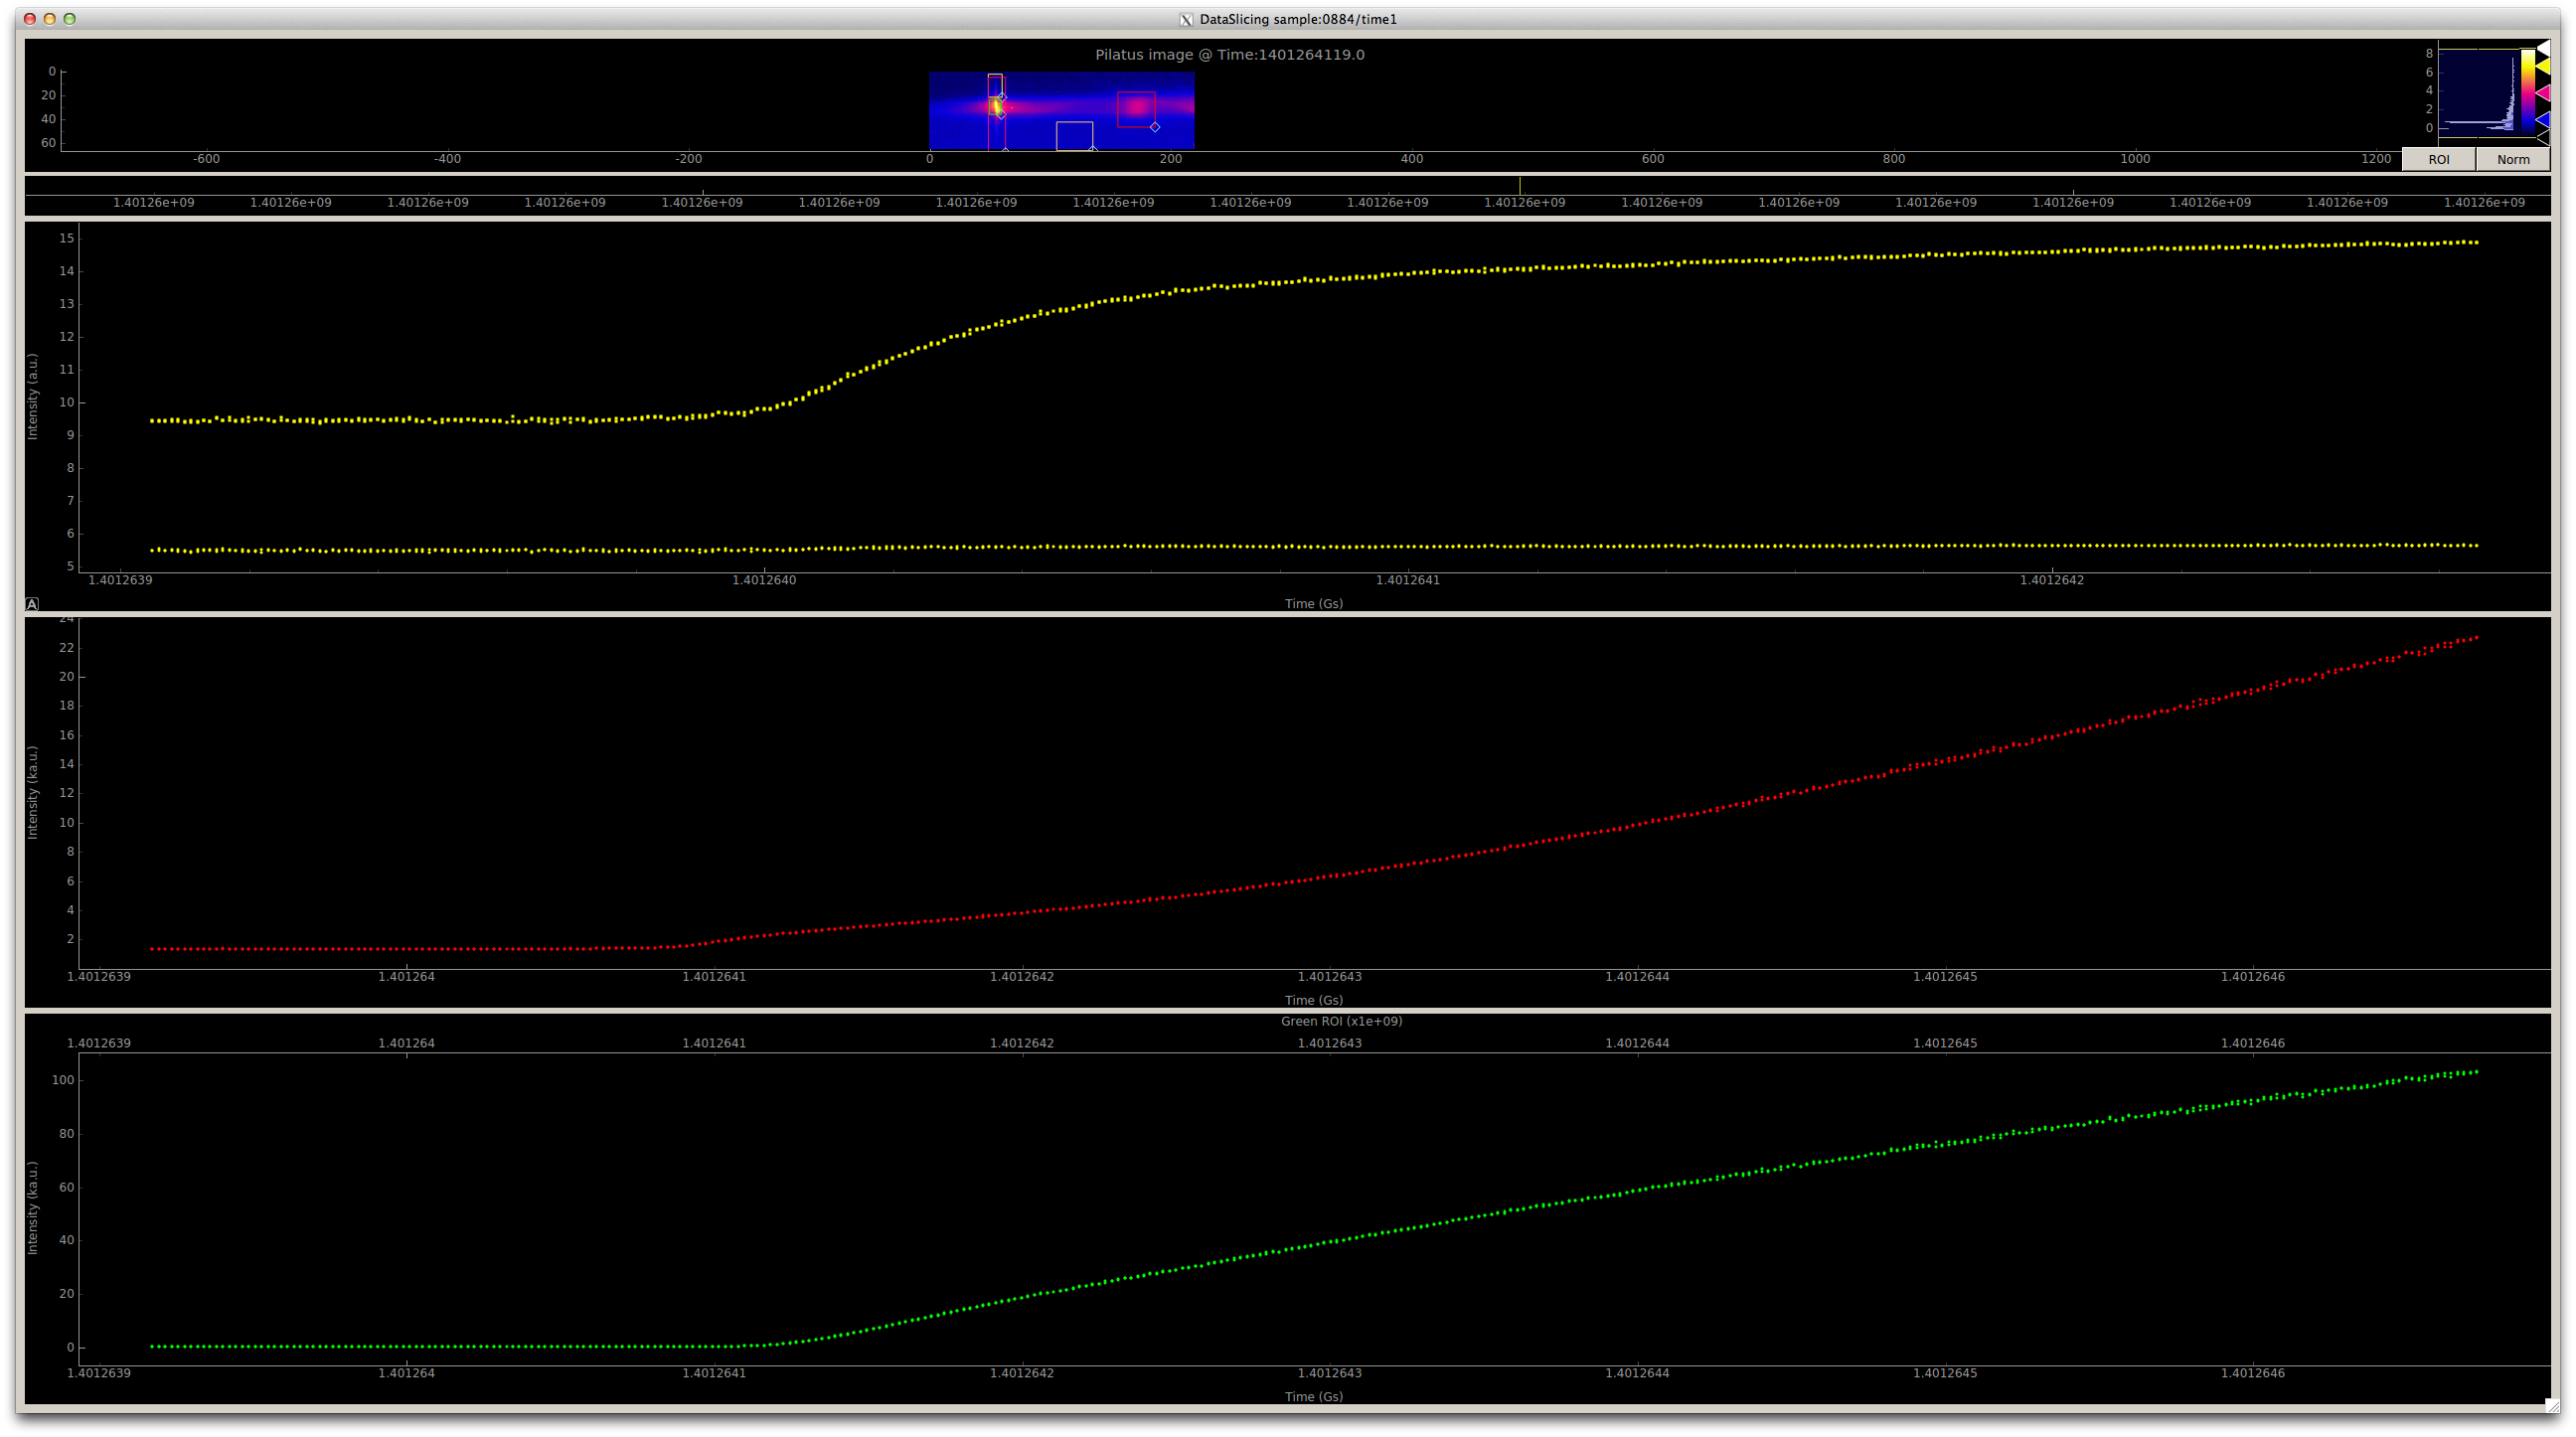 DataSlicing sample:0884/time1
Pilatus image @ Time:1401264119.0
0
20
40
60
-600 -400 -200 0 200 400 600 800 1000 1200
8
6
4
2
0
ROI Norm
1.40126e+09 1.40126e+09 1.40126e+09 1.40126e+09 1.40126e+09 1.40126e+09 1.40126e+09 1.40126e+09 1.40126e+09 1.40126e+09 1.40126e+09 1.40126e+09 1.40126e+09 1.40126e+09 1.40126e+09 1.40126e+09 1.40126e+09 1.40126e+09
Intensity (a.u.)
15
14
13
12
11
10
9
8
7
6
5
1.4012639 1.4012640 1.4012641 1.4012642
A
Time (Gs)
Intensity (ka.u.)
24
22
20
18
16
14
12
10
8
6
4
2
1.4012639 1.401264 1.4012641 1.4012642 1.4012643 1.4012644 1.4012645 1.4012646
Time (Gs)
Green ROI (x1e+09)
1.4012639 1.401264 1.4012641 1.4012642 1.4012643 1.4012644 1.4012645 1.4012646
Intensity (ka.u.)
100
80
60
40
20
0
1.4012639 1.401264 1.4012641 1.4012642 1.4012643 1.4012644 1.4012645 1.4012646
Time (Gs)